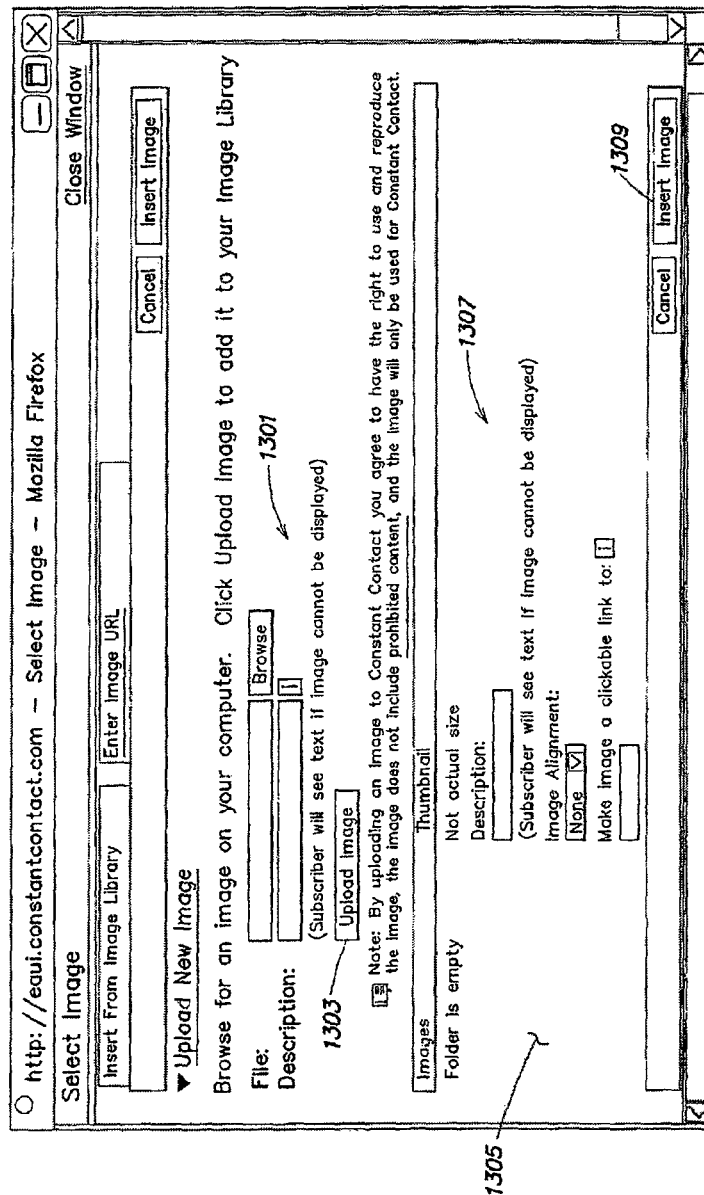 http://eaui.constantcontact.com – Select Image – Mozilla Firefox
Select Image
Close Window
Insert From Image Library
Enter Image URL
Cancel
Insert Image
▼Upload New Image
Browse for an image on your computer. Click Upload Image to add it to your Image Library
File:
Browse
1301
Description:
i
(Subscriber will see text if image cannot be displayed)
1303
Upload Image
Note: By uploading an Image to Constant Contact you agree to have the right to use and reproduce
the image, the image does not include prohibited content, and the image will only be used for Constant Contact.
Images
Thumbnail
Folder is empty
Not actual size
1307
Description:
(Subscriber will see text if image cannot be displayed)
Image Alignment:
None
1305
Make image a clickable link to: i
1309
Cancel
Insert Image